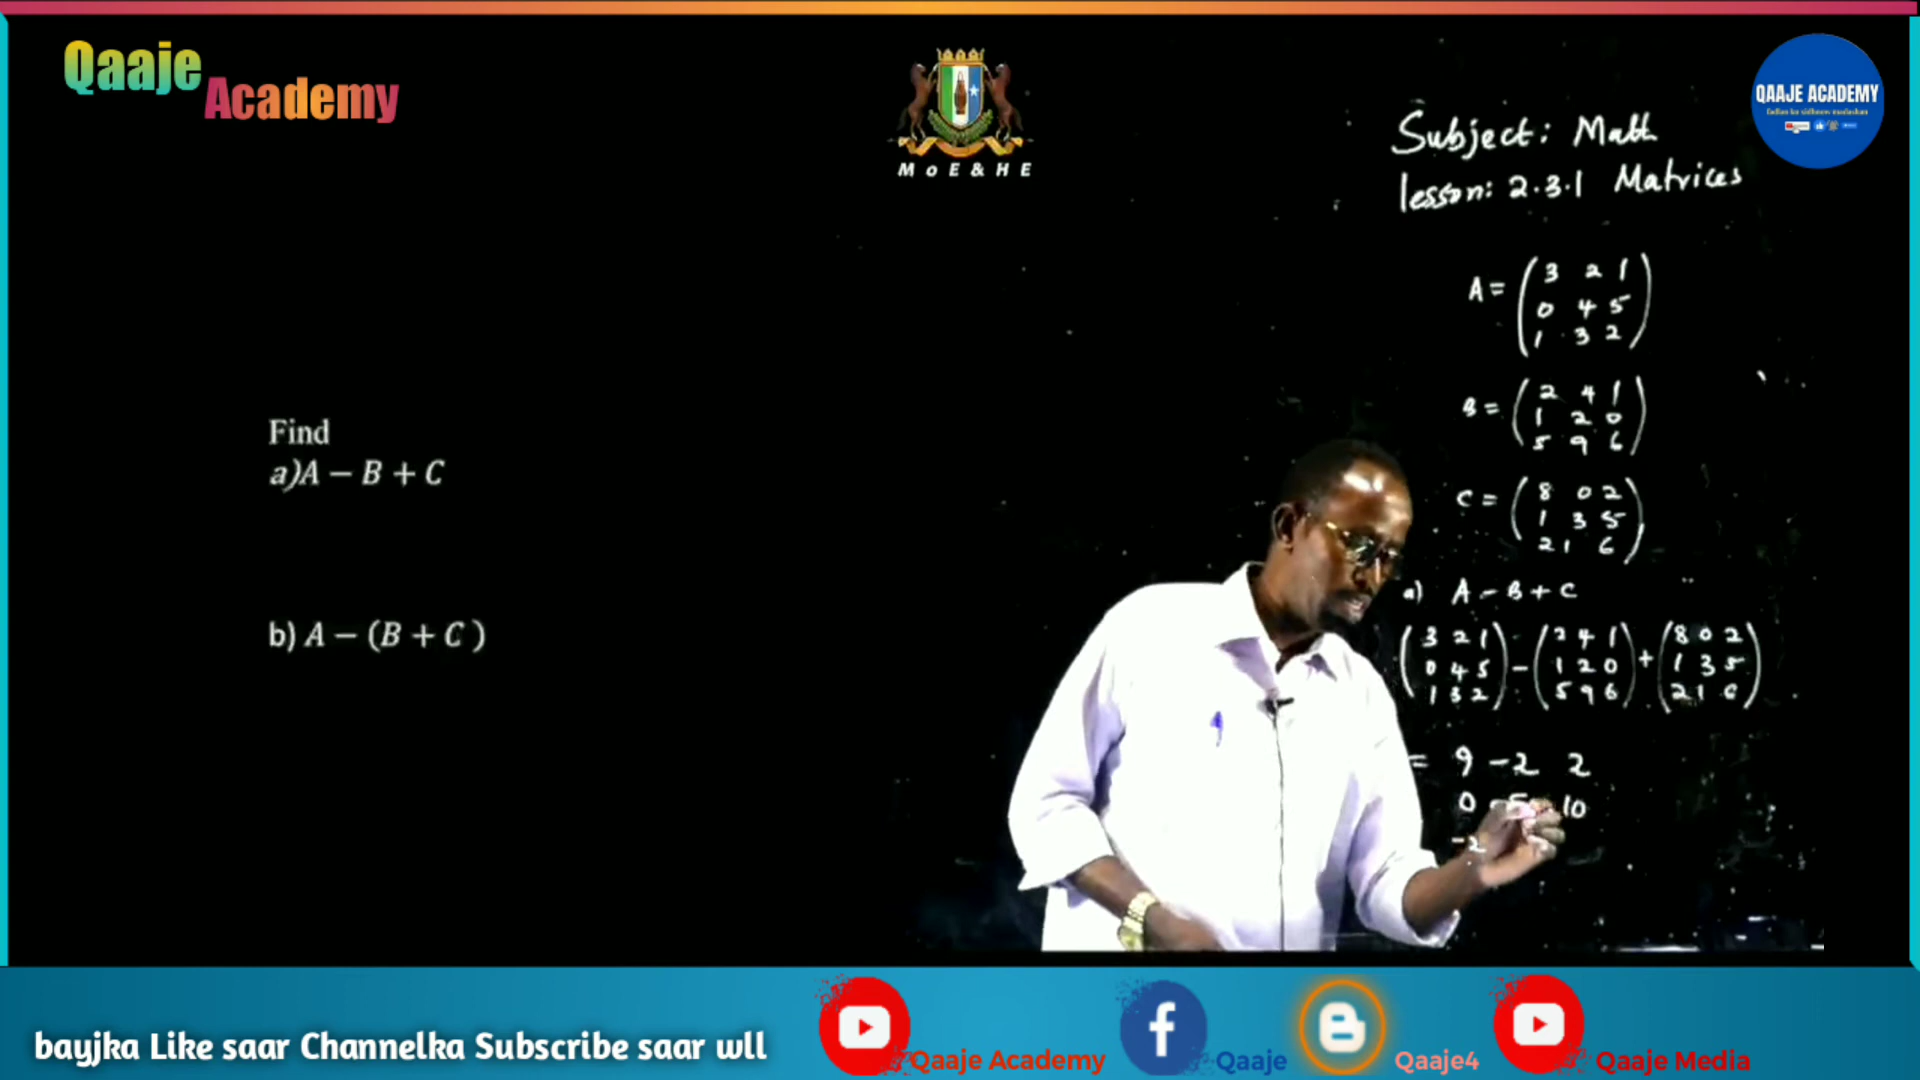 Qaaje
Academy
M o E & H E
QAAJE ACADEMY
Subject: Math
lesson: 2.3.1 Matrices
A = ( 3 2 1
0 4 5
1 3 2 )
B = ( 2 4 1
1 2 0
5 9 6 )
C = ( 8 0 2
1 3 5
2 1 6 )
Find
a)A − B + C
b) A − (B + C )
a) A - B + C
( 3 2 1 ) - ( 2 4 1 ) + ( 8 0 2 )
0 4 5 1 2 0 1 3 5
1 3 2 5 9 6 2 1 6
= 9 -2 2
0 5 10
-2
bayjka Like saar Channelka Subscribe saar wll
Qaaje Academy
Qaaje
Qaaje4
Qaaje Media